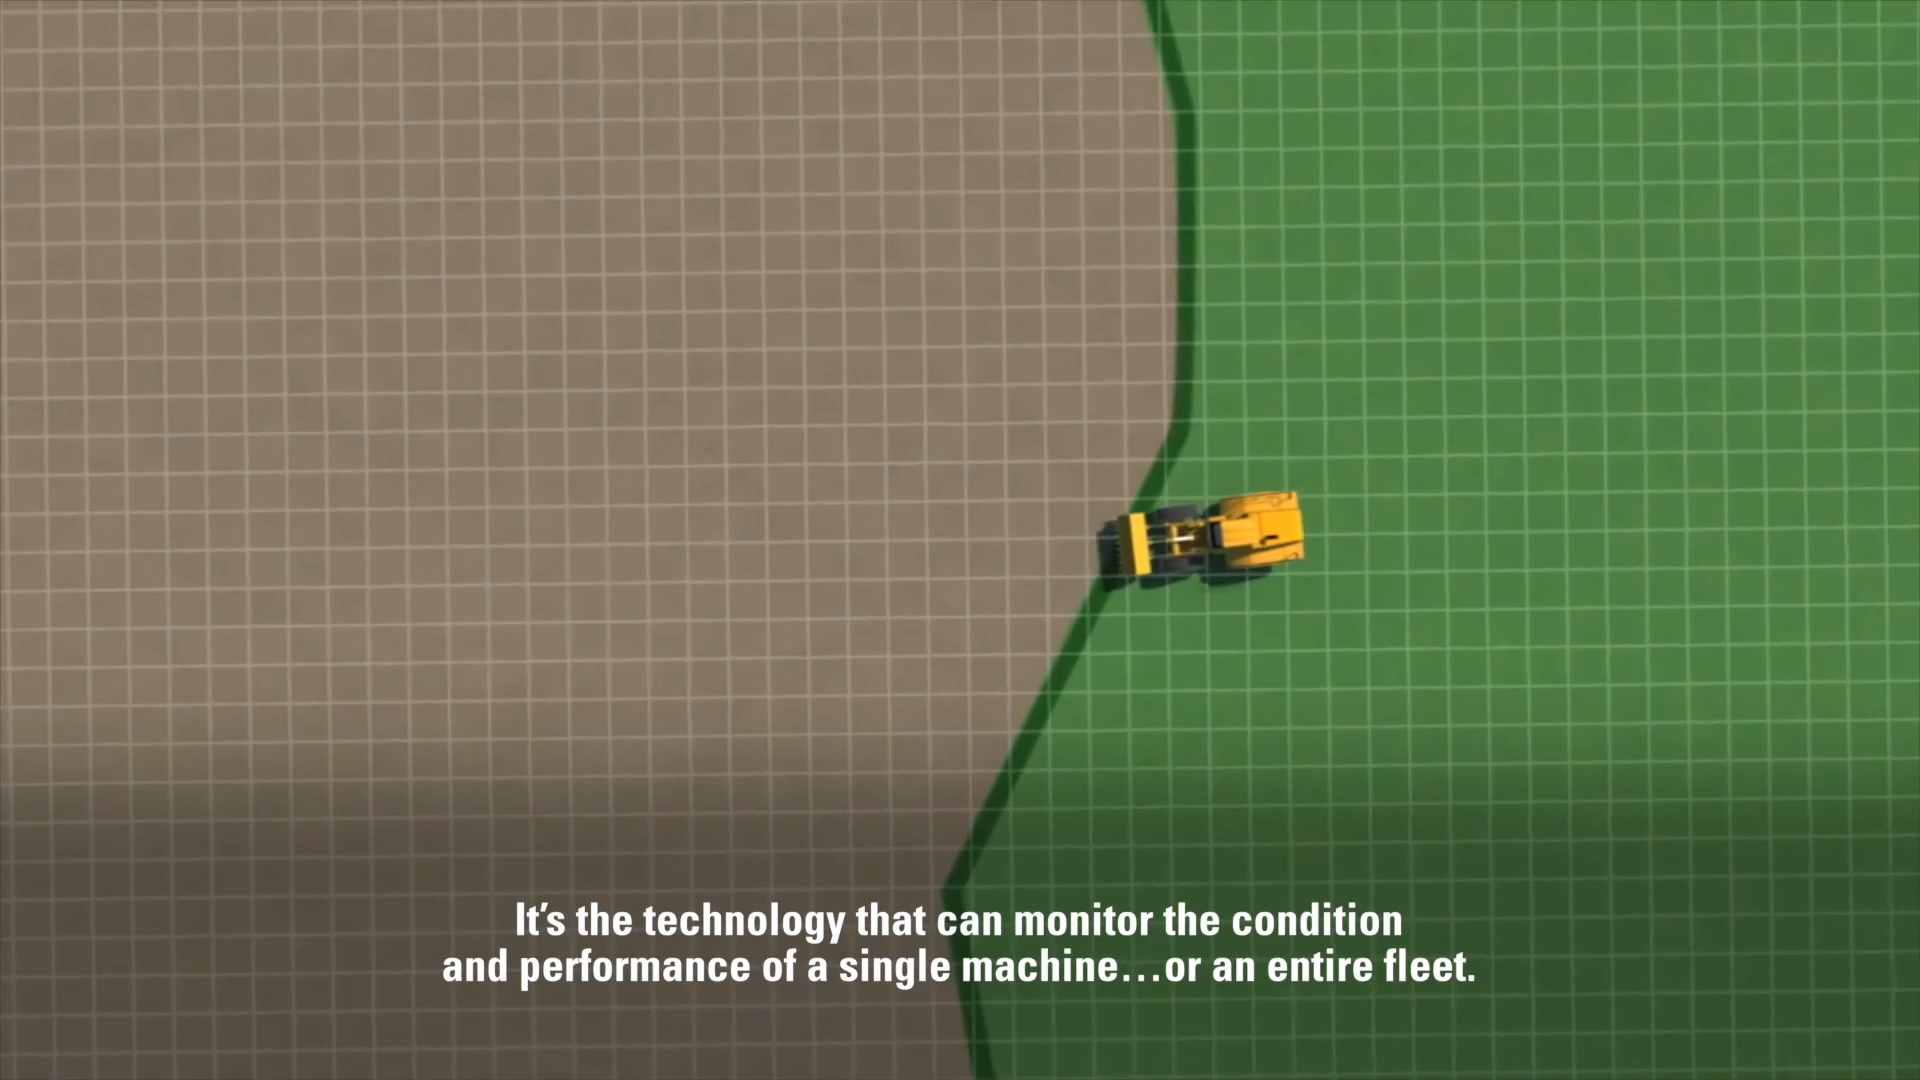 It’s the technology that can monitor the condition
and performance of a single machine…or an entire fleet.